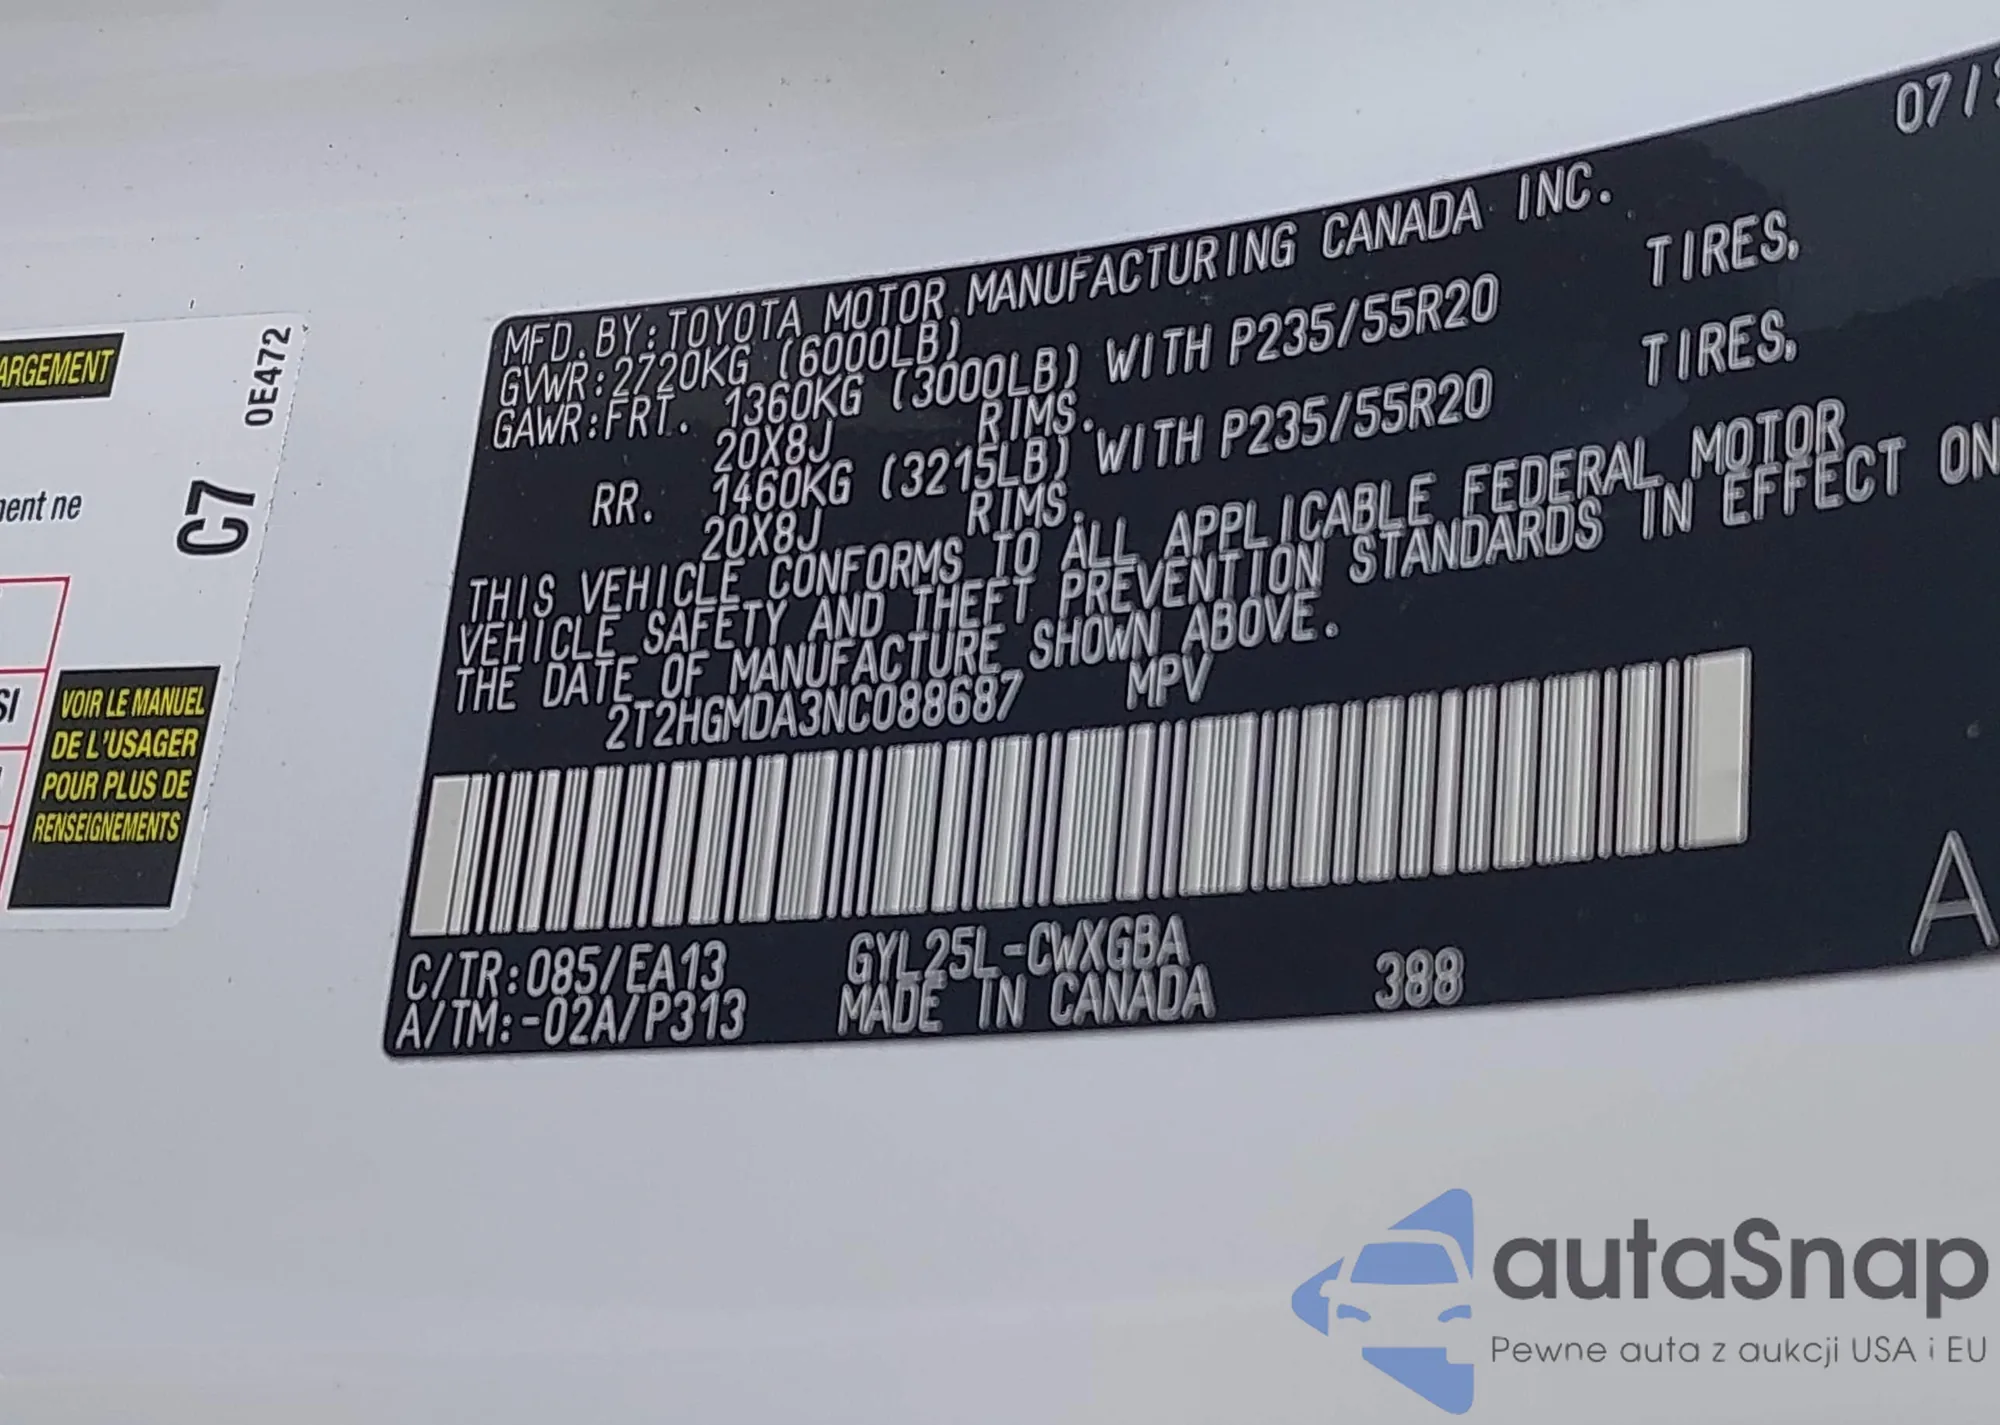 ARGEMENT
0E472
C7
ment ne
SI
VOIR LE MANUEL
DE L'USAGER
POUR PLUS DE
RENSEIGNEMENTS
07/
MFD. BY: TOYOTA MOTOR MANUFACTURING CANADA INC.
GVWR: 2720KG (6000LB)
GAWR: FRT. 1360KG (3000LB) WITH P235/55R20 TIRES,
20X8J RIMS.
RR. 1460KG (3215LB) WITH P235/55R20 TIRES,
20X8J RIMS.
THIS VEHICLE CONFORMS TO ALL APPLICABLE FEDERAL MOTOR
VEHICLE SAFETY AND THEFT PREVENTION STANDARDS IN EFFECT ON
THE DATE OF MANUFACTURE SHOWN ABOVE.
2T2HGMDA3NC088687 MPV
C/TR: 085/EA13 GYL25L-CWXGBA
A/TM: -02A/P313 MADE IN CANADA 388
A
autaSnap
Pewne auta z aukcji USA i EU